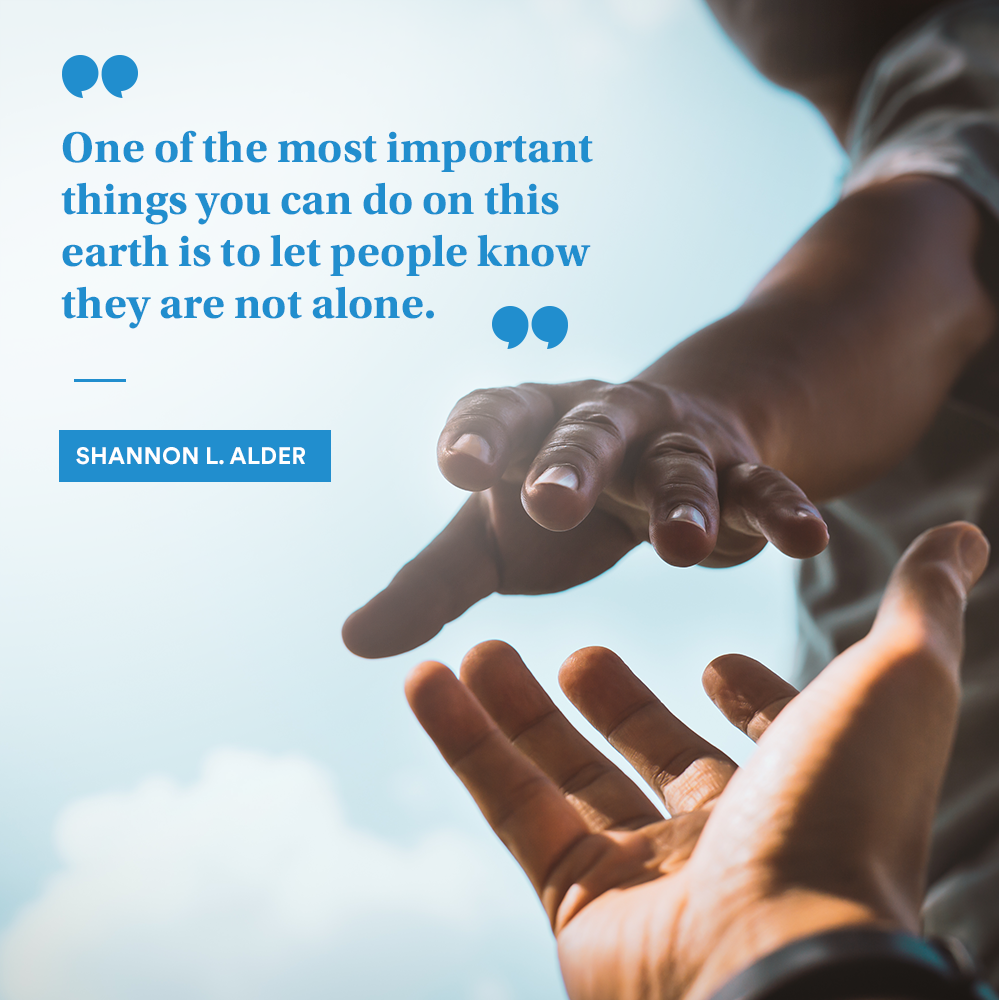 One of the most important
things you can do on this
earth is to let people know
they are not alone.
SHANNON L. ALDER